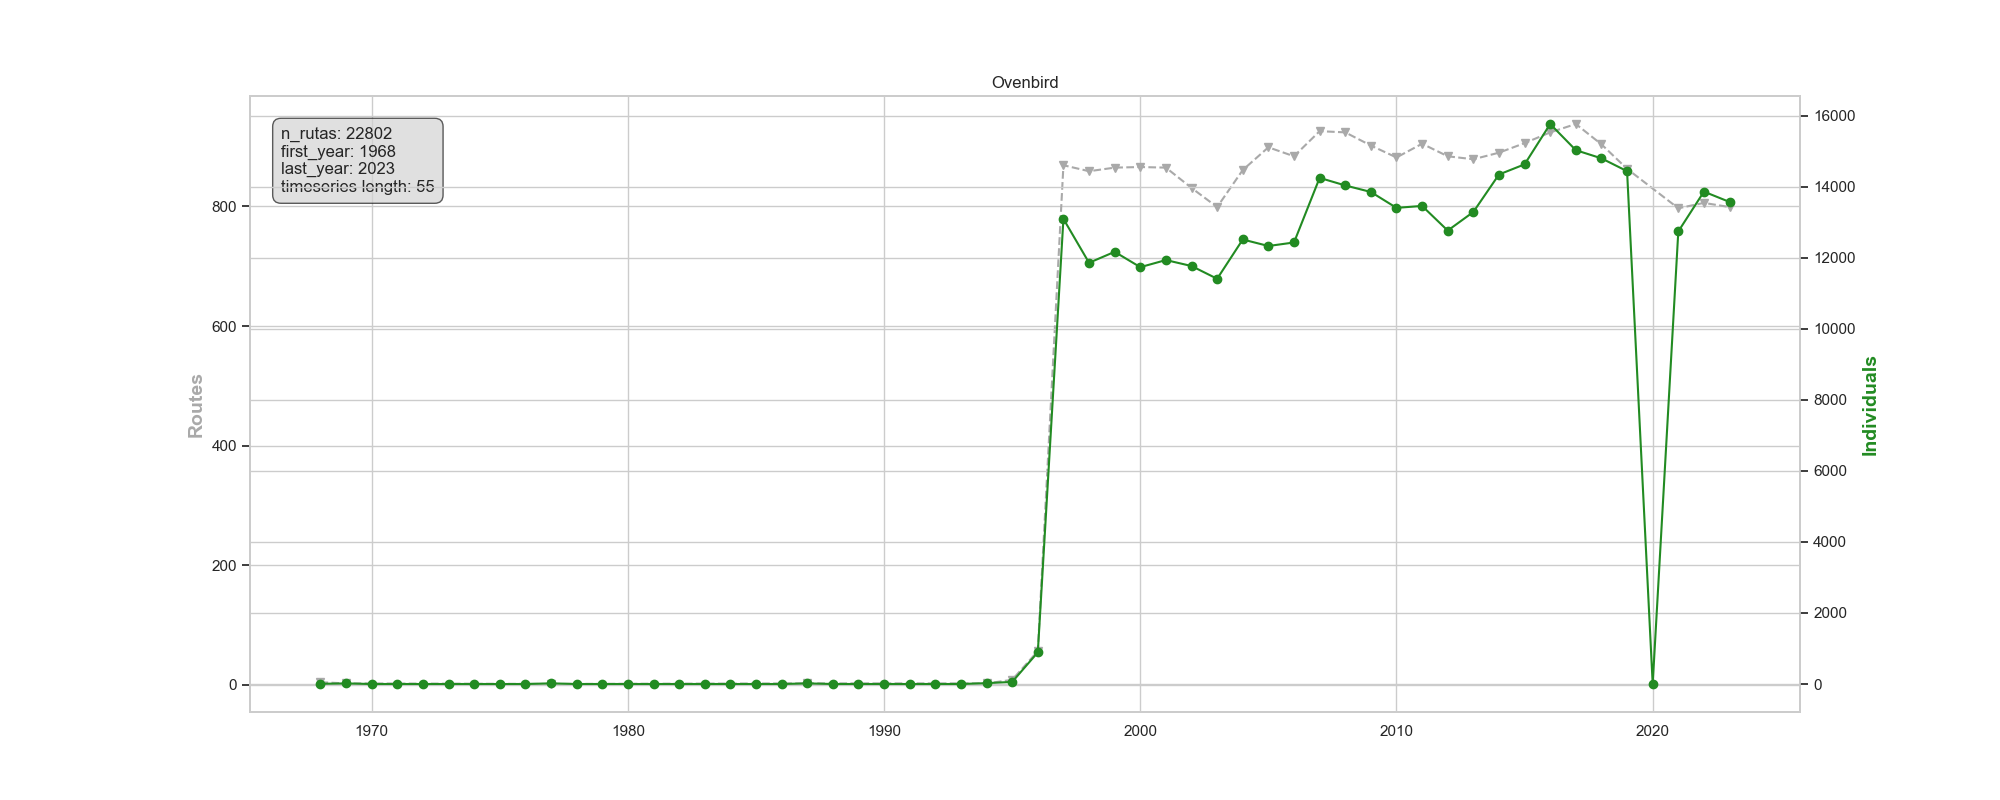 Ovenbird
n_rutas: 22802
first_year: 1968
last_year: 2023
timeseries length: 55
Routes
800
600
400
200
0
16000
14000
12000
10000
8000
6000
4000
2000
0
Individuals
1970
1980
1990
2000
2010
2020